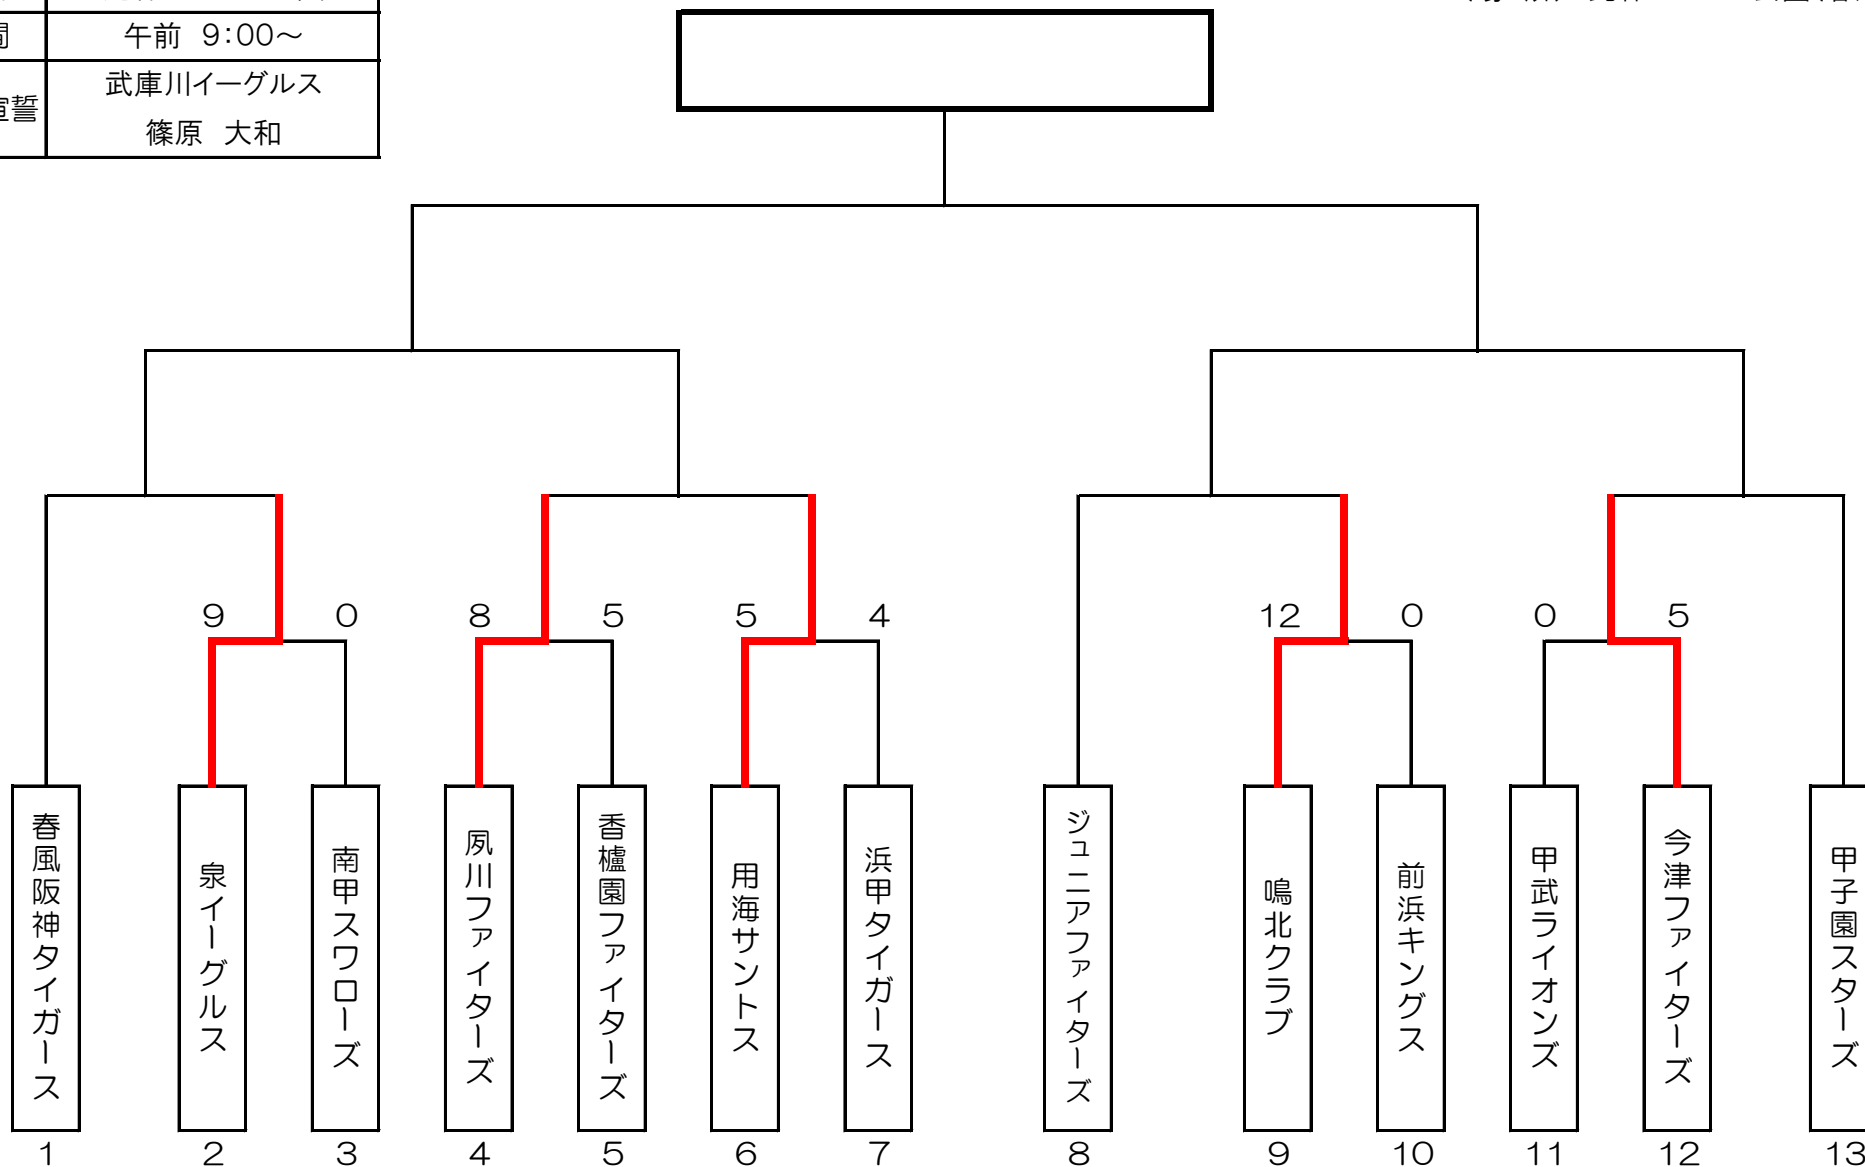 午前 9:00～
宣誓
武庫川イーグルス
篠原 大和
9
0
8
5
5
4
12
0
0
5
春風阪神タイガース
泉イーグルス
南甲スワローズ
夙川ファイターズ
香櫨園ファイターズ
用海サントス
浜甲タイガース
ジュニアファイターズ
鳴北クラブ
前浜キングス
甲武ライオンズ
今津ファイターズ
甲子園スターズ
1
2
3
4
5
6
7
8
9
10
11
12
13